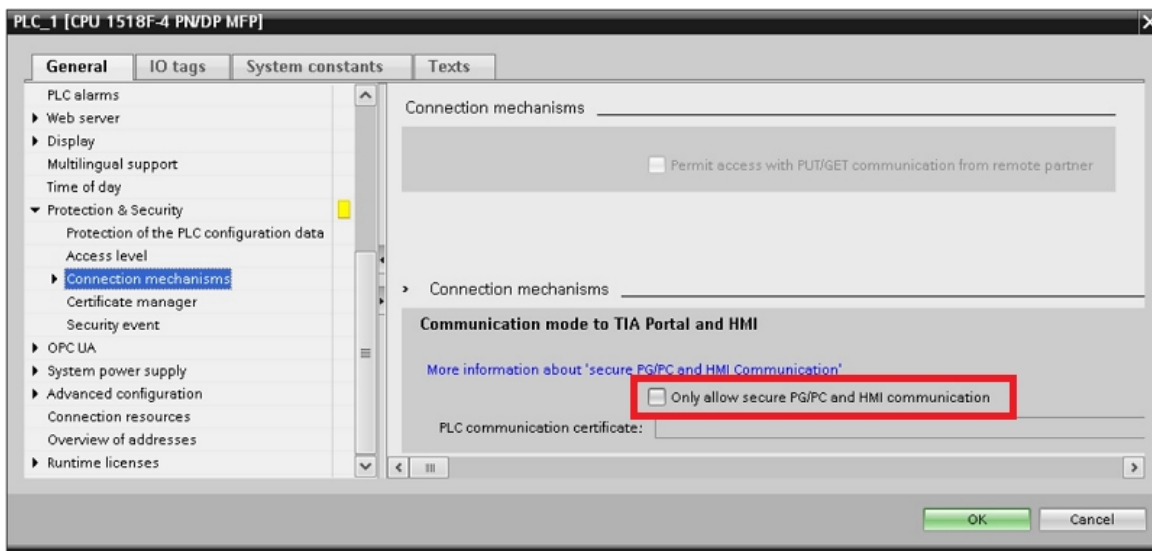 PLC_1 [CPU 1518F-4 PN/DP MFP]
General
IO tags
System constants
Texts
PLC alarms
Web server
Display
Multilingual support
Time of day
Protection & Security
Protection of the PLC configuration data
Access level
Connection mechanisms
Certificate manager
Security event
OPC UA
System power supply
Advanced configuration
Connection resources
Overview of addresses
Runtime licenses
Connection mechanisms
Permit access with PUT/GET communication from remote partner
Connection mechanisms
Communication mode to TIA Portal and HMI
More information about 'secure PG/PC and HMI Communication'
Only allow secure PG/PC and HMI communication
PLC communication certificate:
OK
Cancel